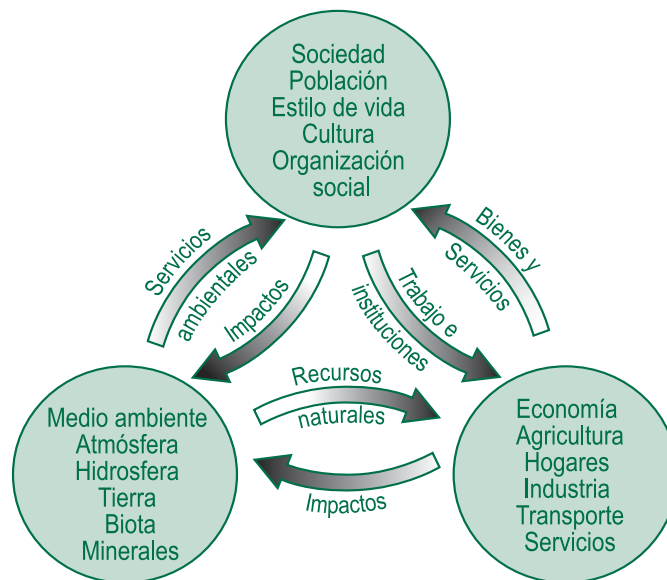 Sociedad
Población
Estilo de vida
Cultura
Organización
social
Servicios
ambientales
Impactos
Trabajo e
instituciones
Bienes y
Servicios
Medio ambiente
Atmósfera
Hidrosfera
Tierra
Biota
Minerales
Recursos
naturales
Impactos
Economía
Agricultura
Hogares
Industria
Transporte
Servicios